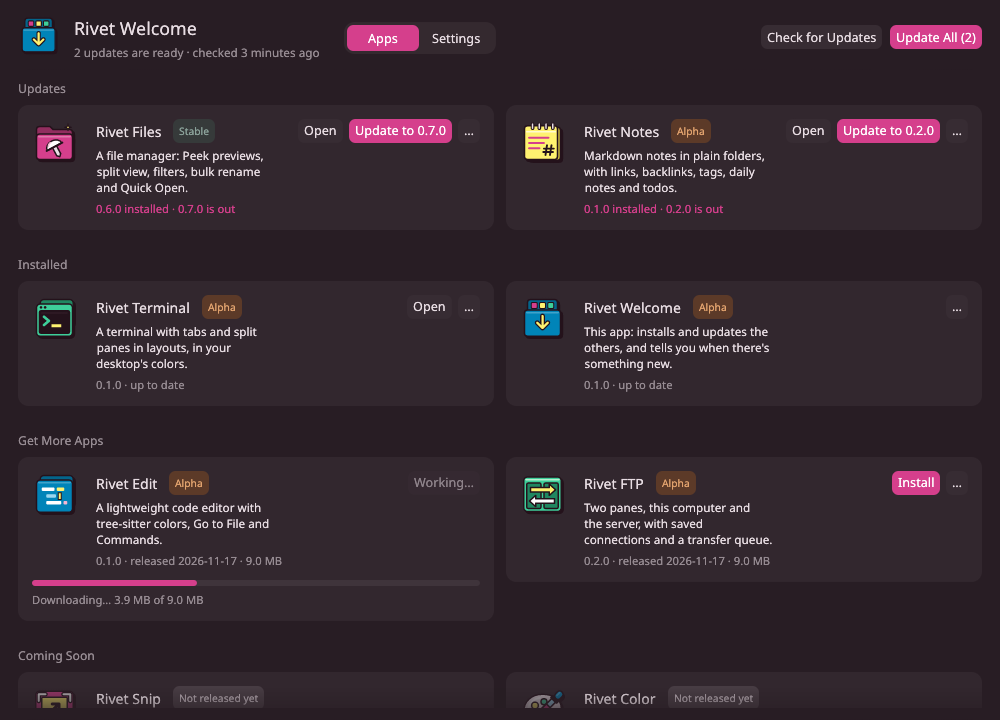 Rivet Welcome
2 updates are ready · checked 3 minutes ago
Apps
Settings
Check for Updates
Update All (2)
Updates
Rivet Files
Stable
Open
Update to 0.7.0
...
A file manager: Peek previews,
split view, filters, bulk rename
and Quick Open.
0.6.0 installed · 0.7.0 is out
Rivet Notes
Alpha
Open
Update to 0.2.0
...
Markdown notes in plain folders,
with links, backlinks, tags, daily
notes and todos.
0.1.0 installed · 0.2.0 is out
Installed
Rivet Terminal
Alpha
Open
...
A terminal with tabs and split
panes in layouts, in your
desktop's colors.
0.1.0 · up to date
Rivet Welcome
Alpha
...
This app: installs and updates the
others, and tells you when there's
something new.
0.1.0 · up to date
Get More Apps
Rivet Edit
Alpha
Working...
A lightweight code editor with
tree-sitter colors, Go to File and
Commands.
0.1.0 · released 2026-11-17 · 9.0 MB
Downloading... 3.9 MB of 9.0 MB
Rivet FTP
Alpha
Install
...
Two panes, this computer and
the server, with saved
connections and a transfer queue.
0.2.0 · released 2026-11-17 · 9.0 MB
Coming Soon
Rivet Snip
Not released yet
Rivet Color
Not released yet